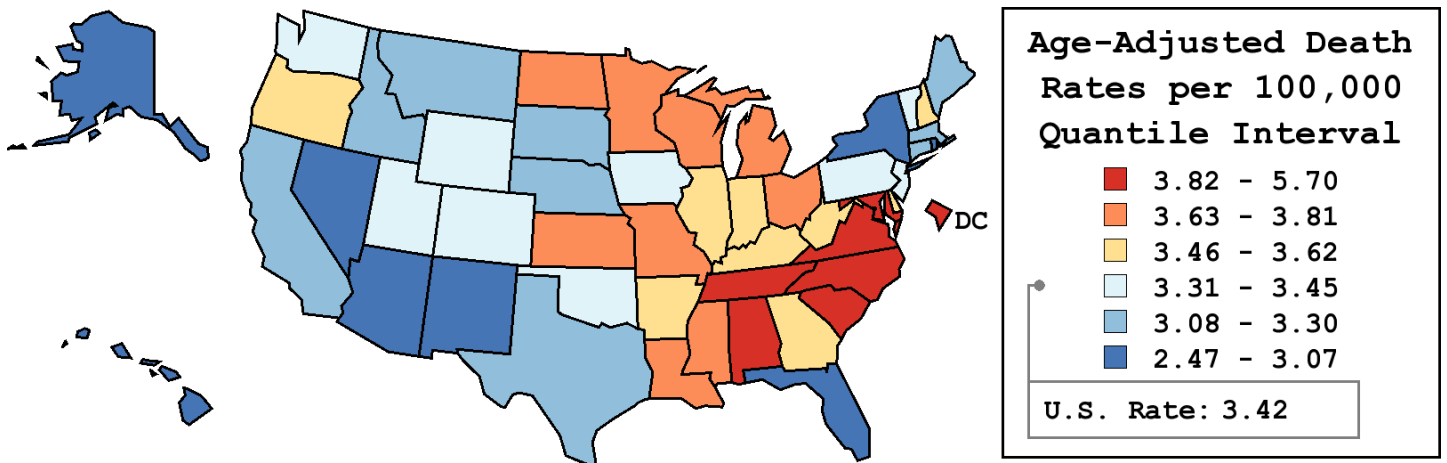 Age-Adjusted Death
Rates per 100,000
Quantile Interval
3.82 - 5.70
3.63 - 3.81
3.46 - 3.62
3.31 - 3.45
3.08 - 3.30
2.47 - 3.07
U.S. Rate: 3.42
DC